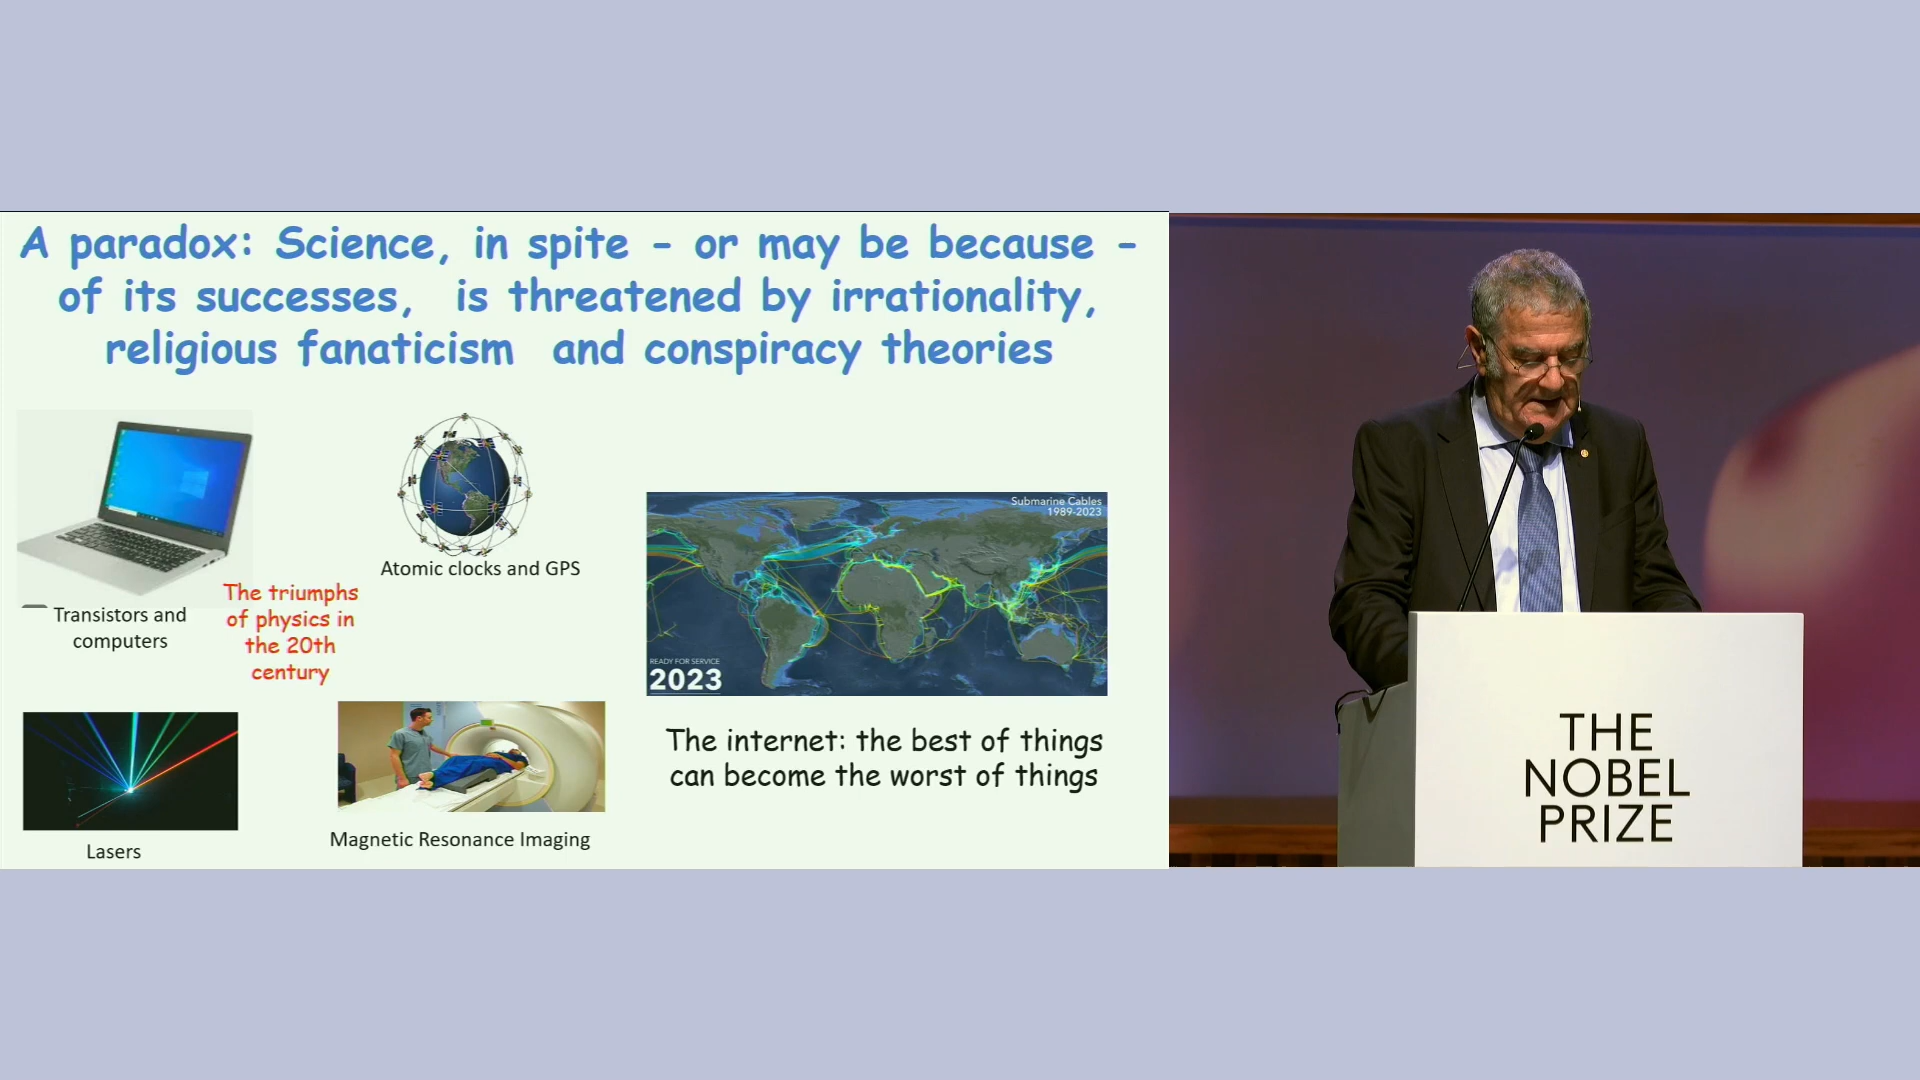 A paradox: Science, in spite - or may be because -
of its successes, is threatened by irrationality,
religious fanaticism and conspiracy theories
Atomic clocks and GPS
Transistors and
computers
The triumphs
of physics in
the 20th
century
Submarine Cables
1989-2023
READY FOR SERVICE
2023
The internet: the best of things
can become the worst of things
Lasers
Magnetic Resonance Imaging
THE
NOBEL
PRIZE